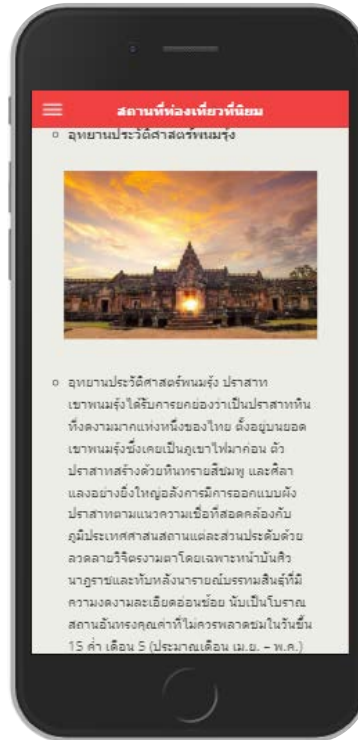 สถานที่ท่องเที่ยวที่นิยม
อุทยานประวัติศาสตร์พนมรุ้ง
อุทยานประวัติศาสตร์พนมรุ้ง ปราสาท
เขาพนมรุ้งได้รับการยกย่องว่าเป็นปราสาทหิน
ที่งดงามมากแห่งหนึ่งของไทย ตั้งอยู่บนยอด
เขาพนมรุ้งซึ่งเคยเป็นภูเขาไฟมาก่อน ตัว
ปราสาทสร้างด้วยหินทรายสีชมพู และศิลา
แลงอย่างยิ่งใหญ่อลังการมีการออกแบบผัง
ปราสาทตามแนวความเชื่อที่สอดคล้องกับ
ภูมิประเทศศาสนสถานแต่ละส่วนประดับด้วย
ลวดลายวิจิตรงามตาโดยเฉพาะหน้าบันศิว
นาฏราชและทับหลังนารายณ์บรรทมสินธุ์ที่มี
ความงดงามละเอียดอ่อนช้อย นับเป็นโบราณ
สถานอันทรงคุณค่าที่ไม่ควรพลาดชมในวันขึ้น
15 ค่ำ เดือน 5 (ประมาณเดือน เม.ย. – พ.ค.)